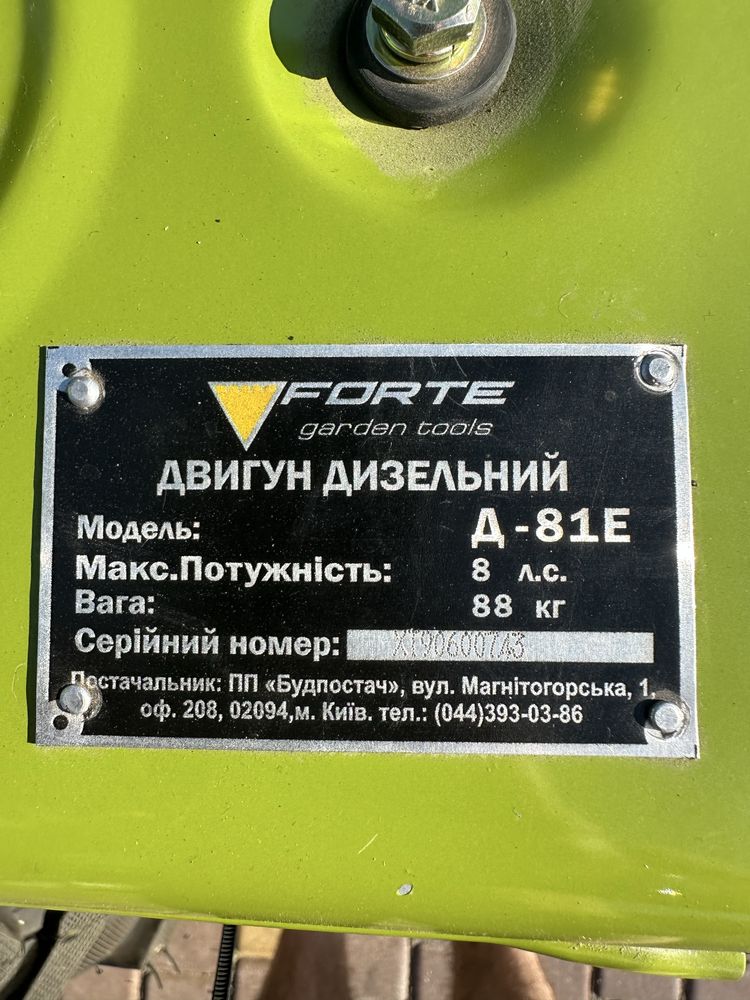 FORTE
garden tools
ДВИГУН ДИЗЕЛЬНИЙ
Модель: Д-81Е
Макс.Потужність: 8 л.с.
Вага: 88 кг
Серійний номер: XT90600743
Постачальник: ПП «Будпостач», вул. Магнітогорська, 1,
оф. 208, 02094,м. Київ. тел.: (044)393-03-86